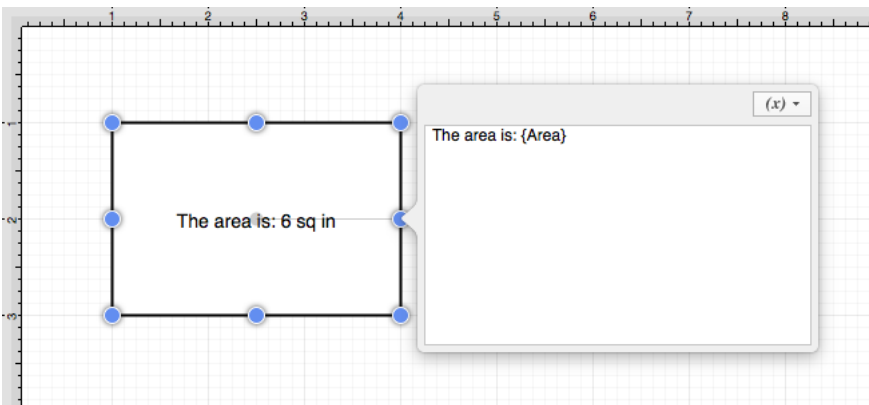 1 2 3 4 5 6 7 8
1
(x)
The area is: {Area}
2
The area is: 6 sq in
3